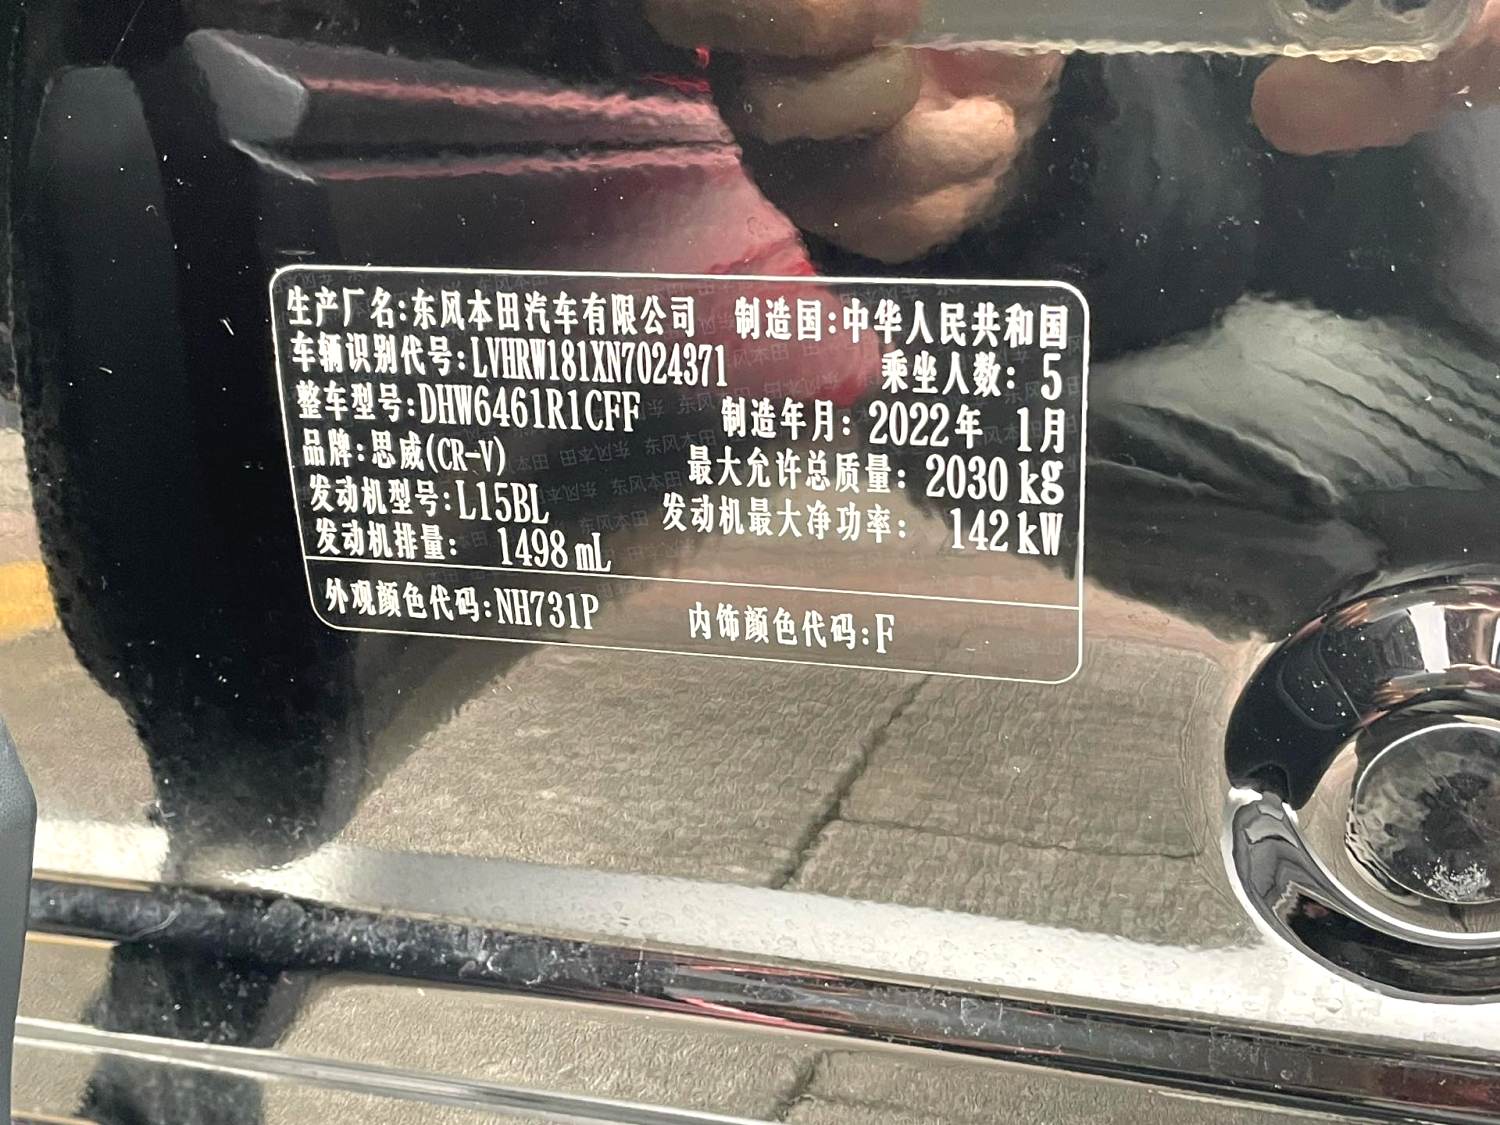 生产厂名:东风本田汽车有限公司 制造国:中华人民共和国
车辆识别代号:LVHRW181XN7024371 乘坐人数: 5
整车型号:DHW6461R1CFF 制造年月: 2022年 1月
品牌:思威(CR-V) 最大允许总质量: 2030 kg
发动机型号:L15BL 发动机最大净功率: 142 kW
发动机排量: 1498 mL
外观颜色代码:NH731P 内饰颜色代码:F